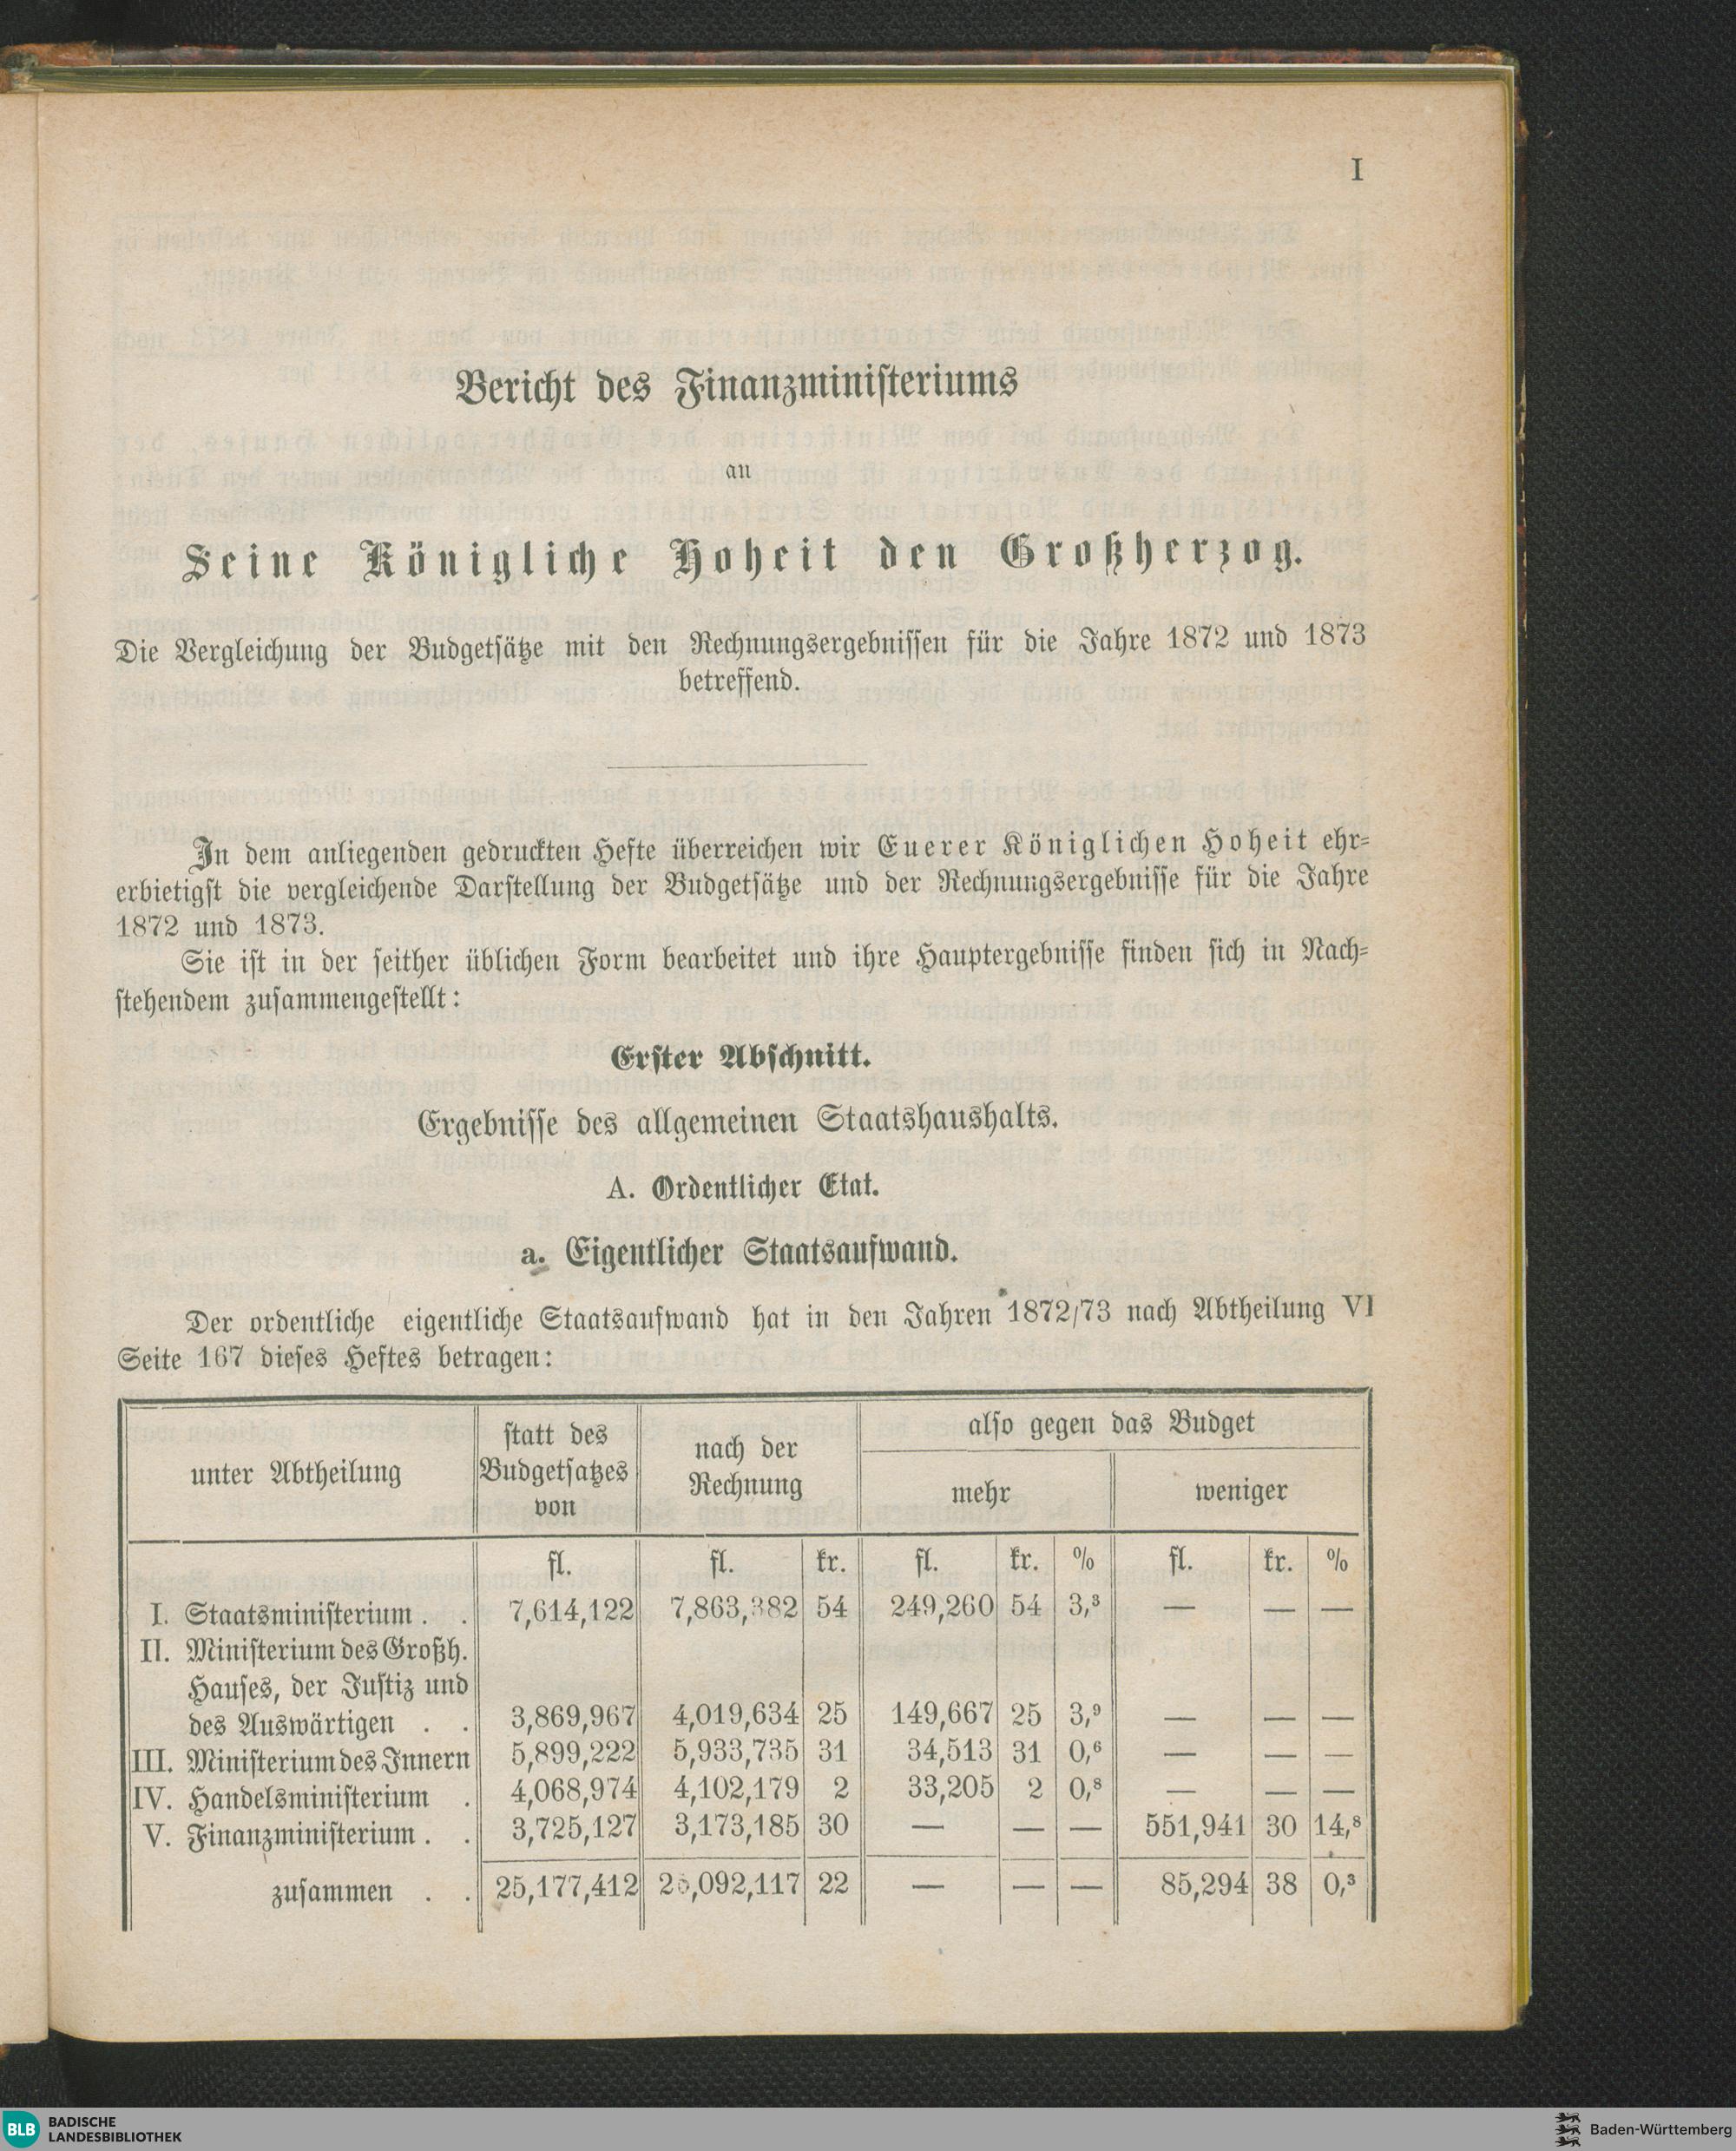 I
Bericht des Finanzministeriums
an
Seine Königliche Hoheit den Großherzog.
Die Vergleichung der Budgetsätze mit den Rechnungsergebnissen für die Jahre 1872 und 1873
betreffend.
In dem anliegenden gedruckten Hefte überreichen wir Euerer Königlichen Hoheit ehr-
erbietigst die vergleichende Darstellung der Budgetsätze und der Rechnungsergebnisse für die Jahre
1872 und 1873.
Sie ist in der seither üblichen Form bearbeitet und ihre Hauptergebnisse finden sich in Nach-
stehendem zusammengestellt:
Erster Abschnitt.
Ergebnisse des allgemeinen Staatshaushalts.
A. Ordentlicher Etat.
a. Eigentlicher Staatsaufwand.
Der ordentliche eigentliche Staatsaufwand hat in den Jahren 1872/73 nach Abtheilung VI
Seite 167 dieses Heftes betragen:
unter Abtheilung
statt des
Budgetsatzes
von
nach der
Rechnung
also gegen das Budget
mehr
weniger
fl. fl. kr. fl. kr. % fl. kr. %
I. Staatsministerium . . 7,614,122 7,863,382 54 249,260 54 3,3 — — —
II. Ministerium des Großh.
Hauses, der Justiz und
des Auswärtigen . . 3,869,967 4,019,634 25 149,667 25 3,9 — — —
III. Ministerium des Innern 5,899,222 5,933,735 31 34,513 31 0,6 — — —
IV. Handelsministerium . 4,068,974 4,102,179 2 33,205 2 0,8 — — —
V. Finanzministerium . . 3,725,127 3,173,185 30 — — — 551,941 30 14,8
zusammen . . 25,177,412 25,092,117 22 — — — 85,294 38 0,3
BLB BADISCHE
LANDESBIBLIOTHEK
Baden-Württemberg